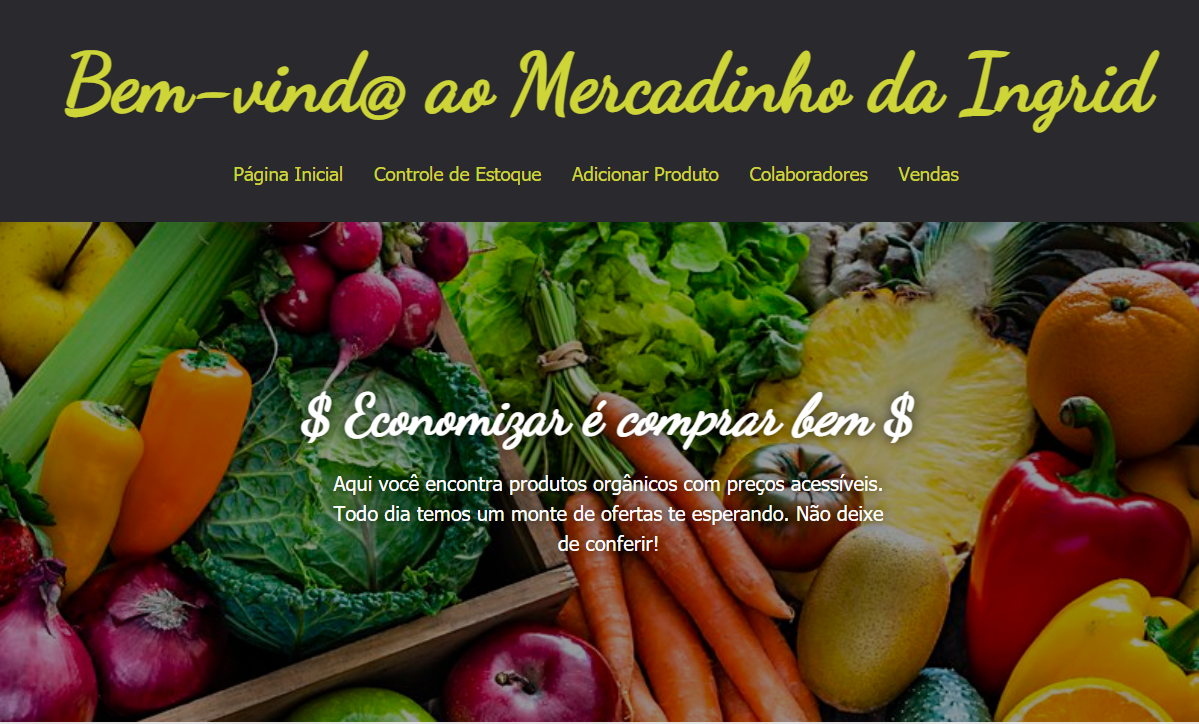 Bem-vind@ ao Mercadinho da Ingrid
Página Inicial Controle de Estoque Adicionar Produto Colaboradores Vendas
$ Economizar é comprar bem $
Aqui você encontra produtos orgânicos com preços acessíveis.
Todo dia temos um monte de ofertas te esperando. Não deixe
de conferir!